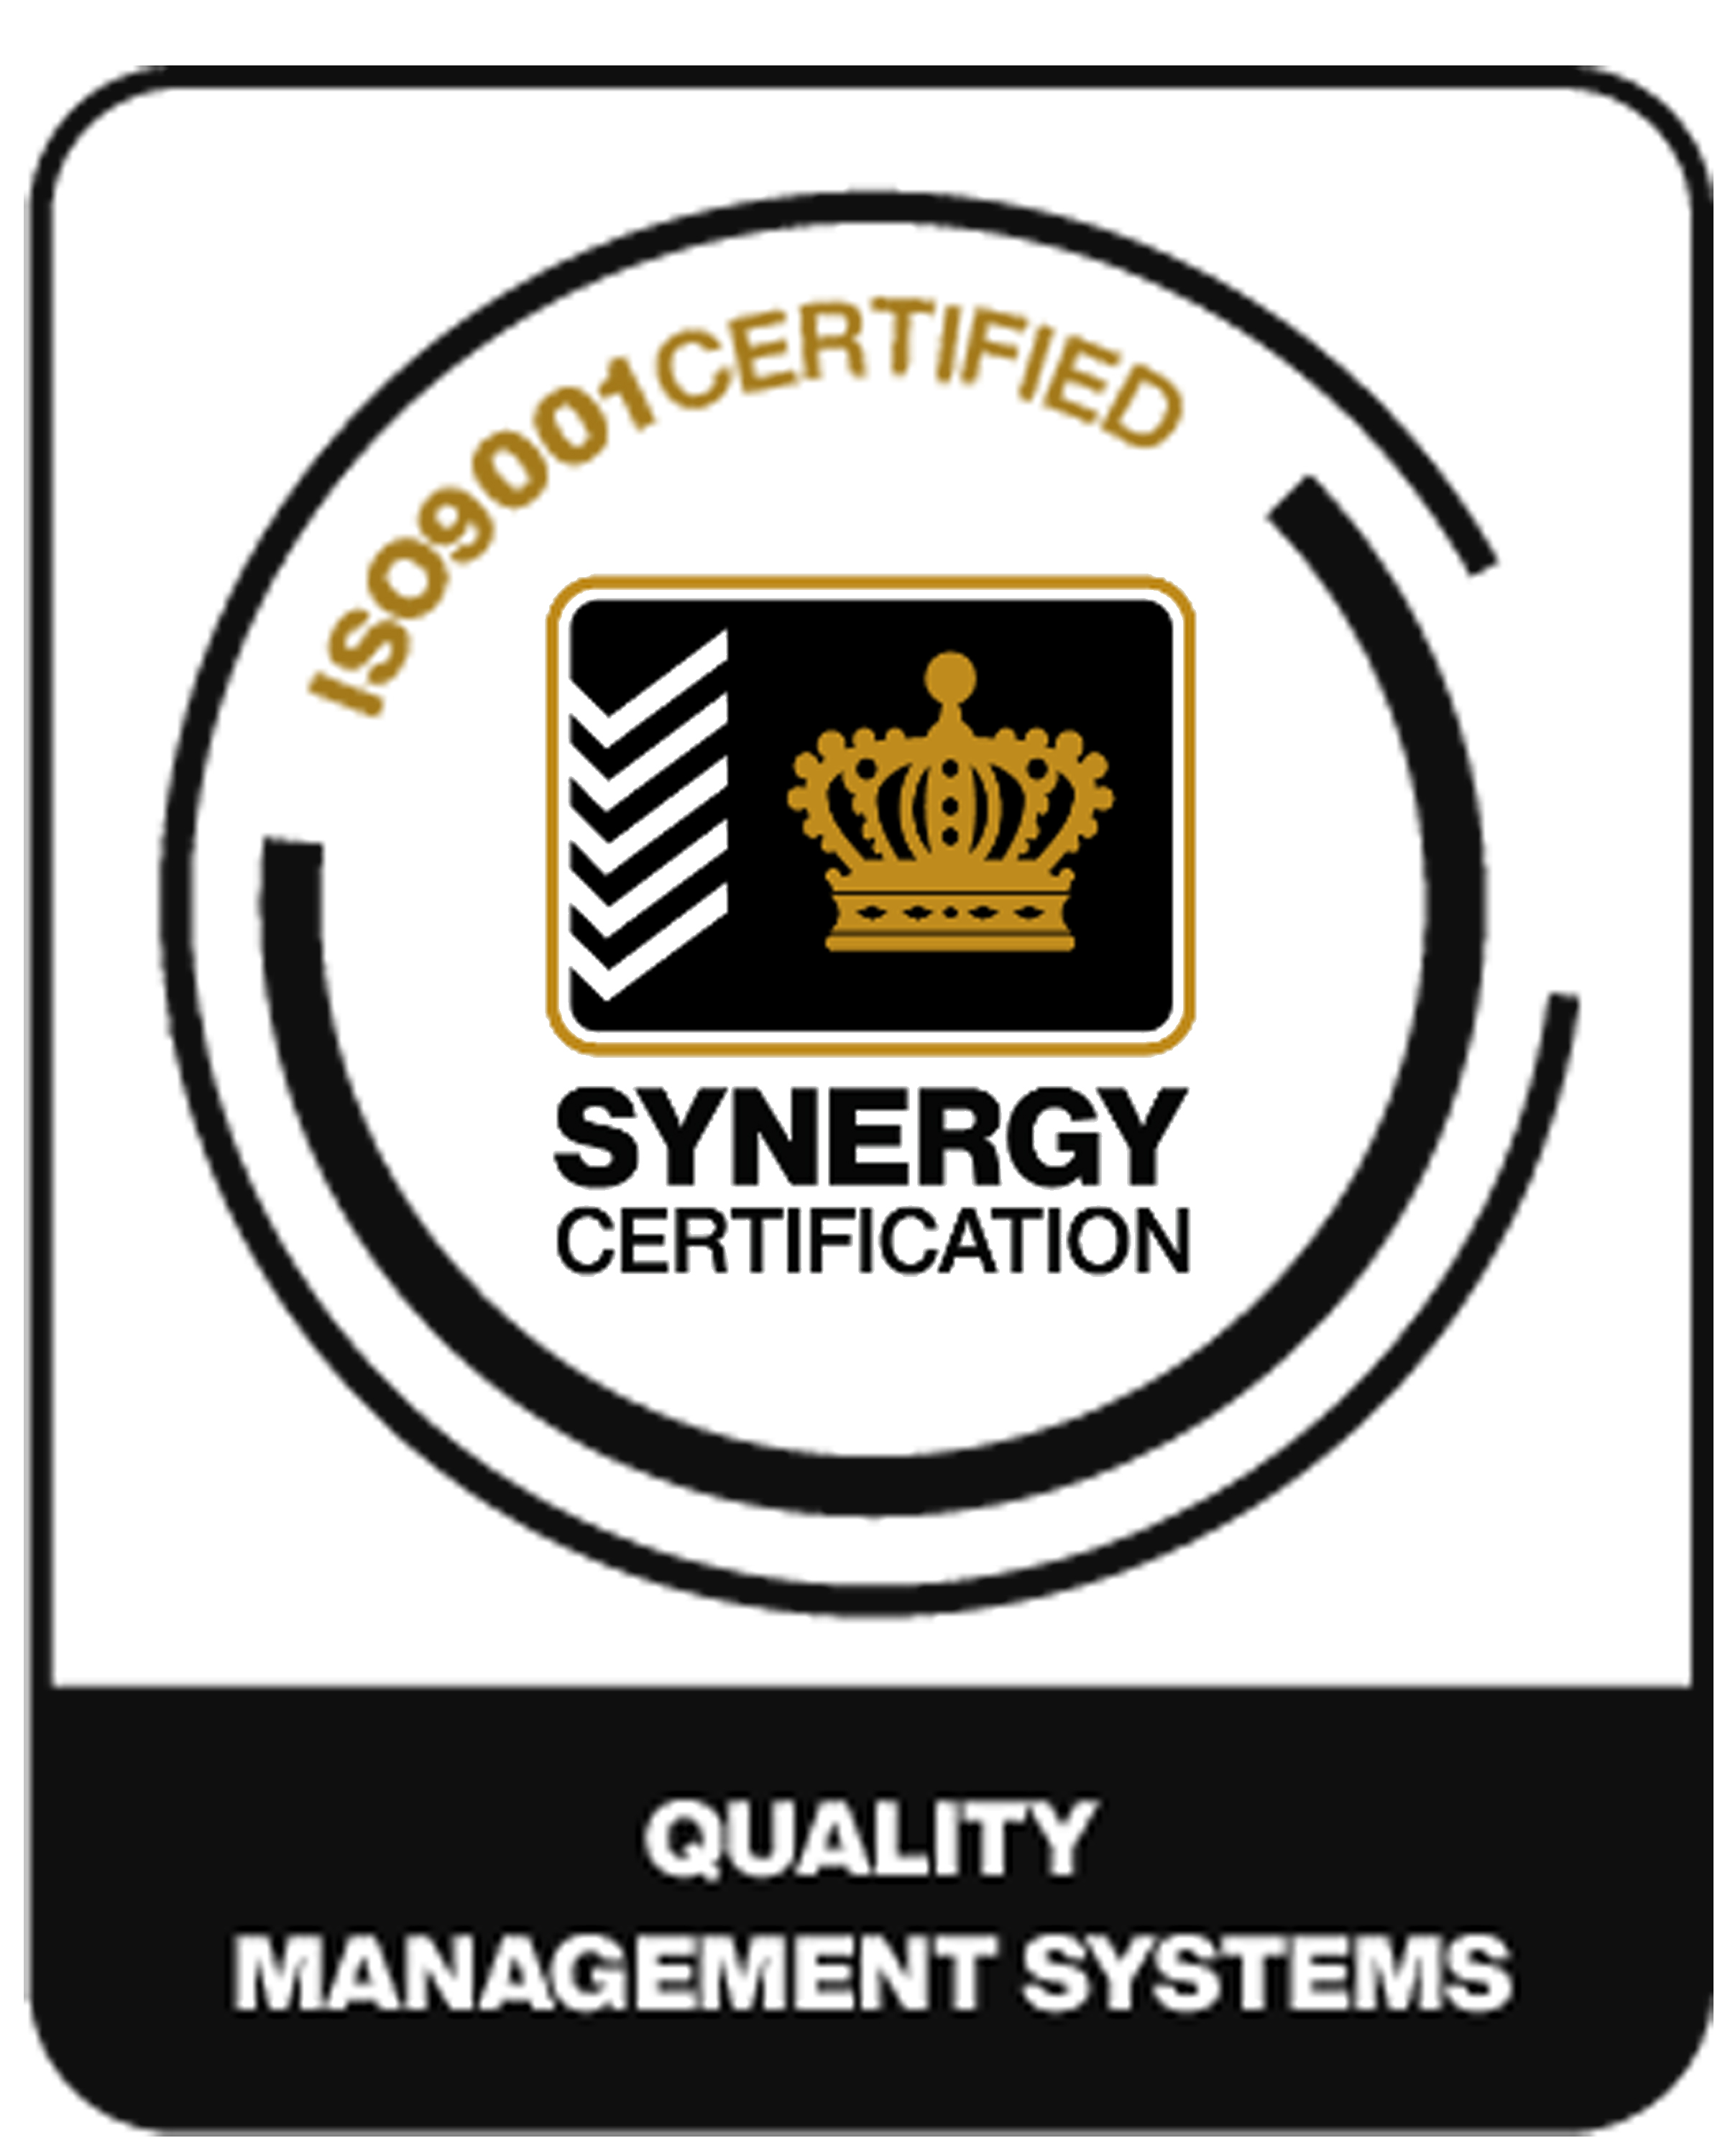 ISO9001CERTIFIED
SYNERGY
CERTIFICATION
QUALITY
MANAGEMENT SYSTEMS